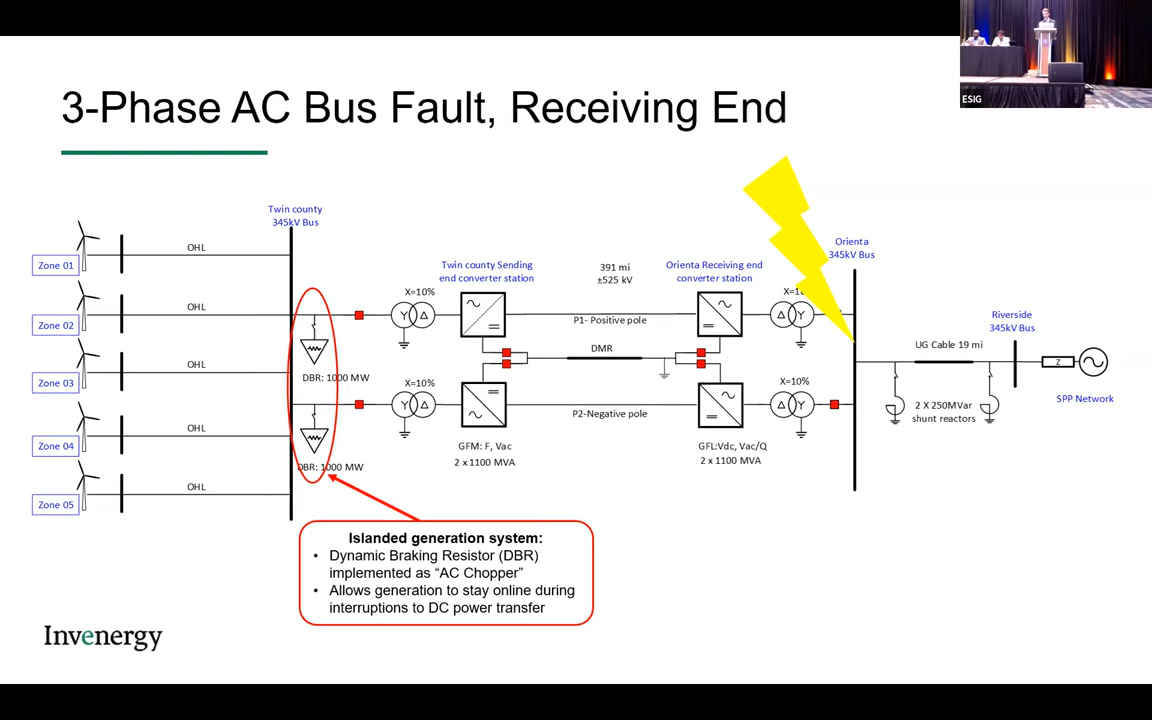 ESIG
3-Phase AC Bus Fault, Receiving End
Twin county
345kV Bus
Zone 01
OHL
Zone 02
OHL
Zone 03
OHL
Zone 04
OHL
Zone 05
OHL
DBR: 1000 MW
DBR: 1000 MW
X=10%
X=10%
Twin county Sending
end converter station
GFM: F, Vac
2 x 1100 MVA
391 mi
±525 kV
P1- Positive pole
DMR
P2-Negative pole
Orienta Receiving end
converter station
GFL:Vdc, Vac/Q
2 x 1100 MVA
X=10%
Orienta
345kV Bus
UG Cable 19 mi
2 X 250MVar
shunt reactors
Riverside
345kV Bus
Z
SPP Network
Islanded generation system:
• Dynamic Braking Resistor (DBR)
implemented as “AC Chopper”
• Allows generation to stay online during
interruptions to DC power transfer
Invenergy